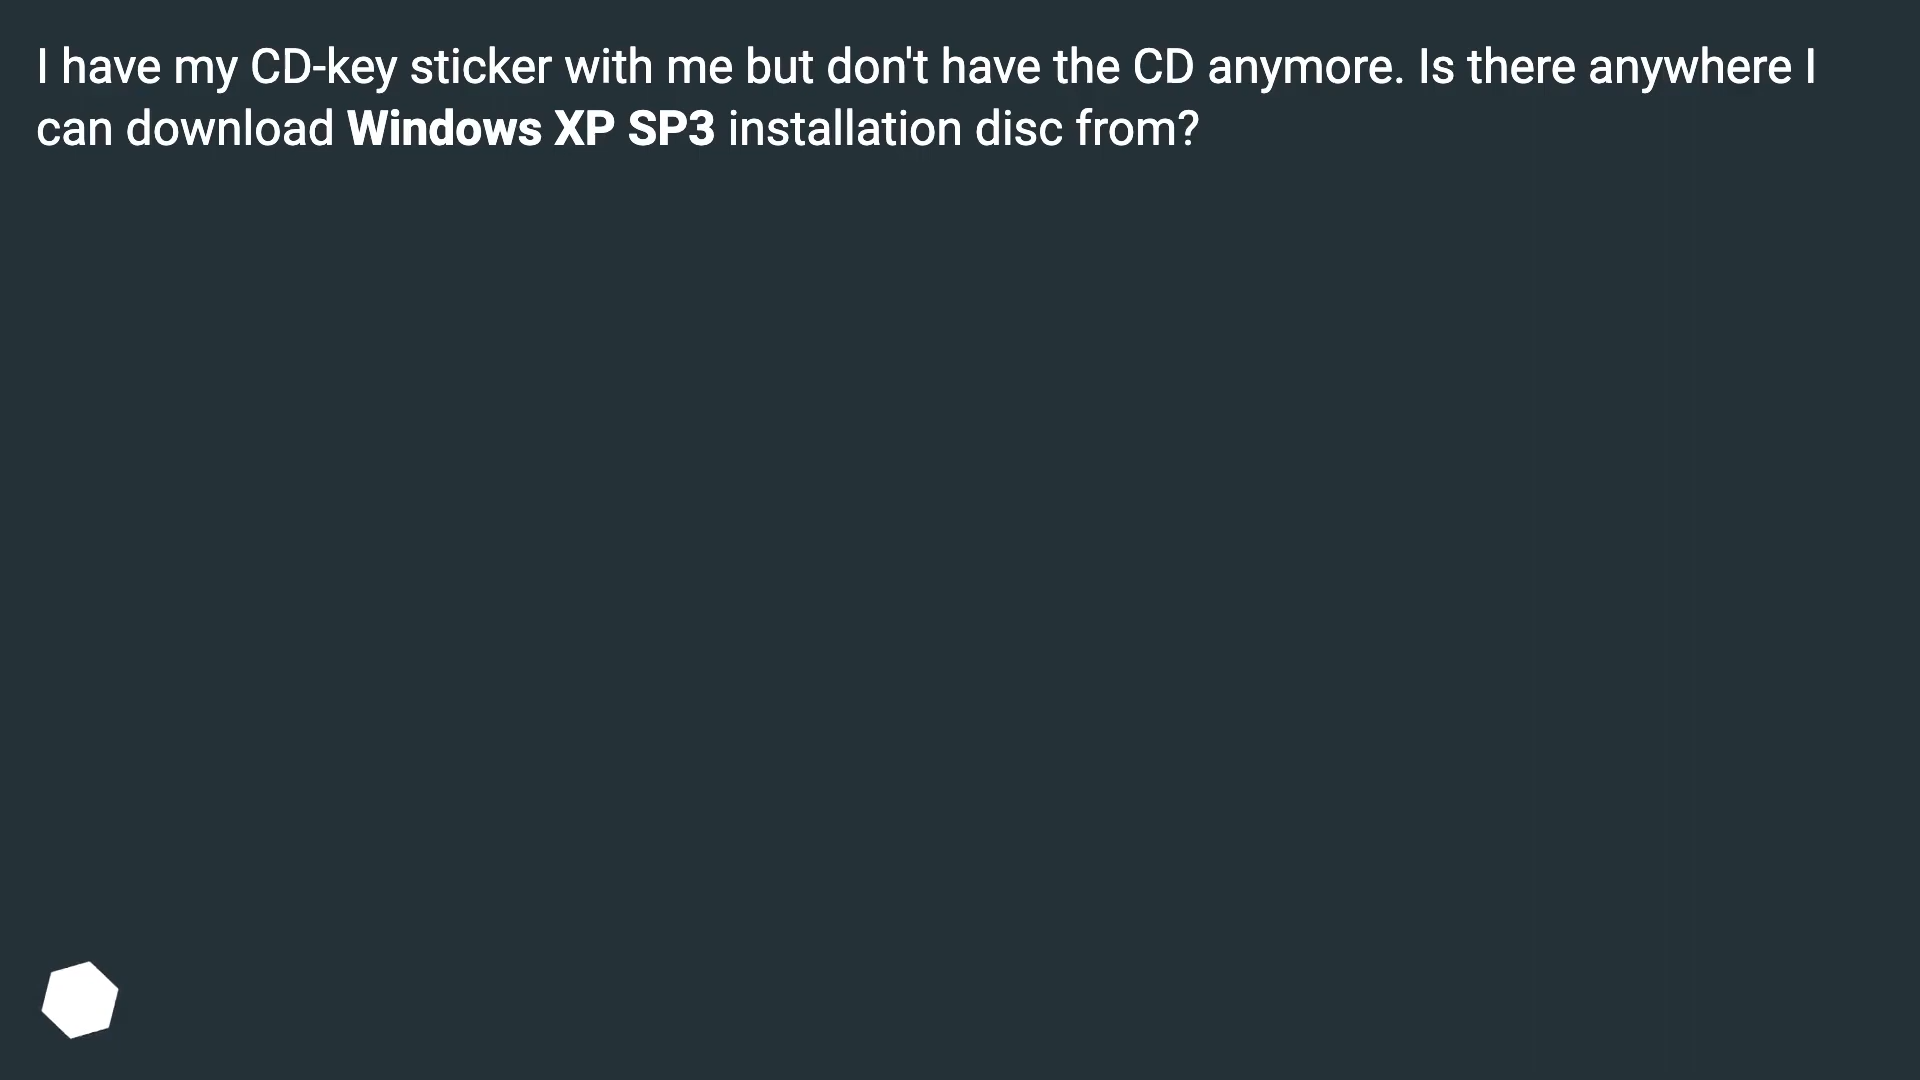 I have my CD-key sticker with me but don't have the CD anymore. Is there anywhere I
can download Windows XP SP3 installation disc from?